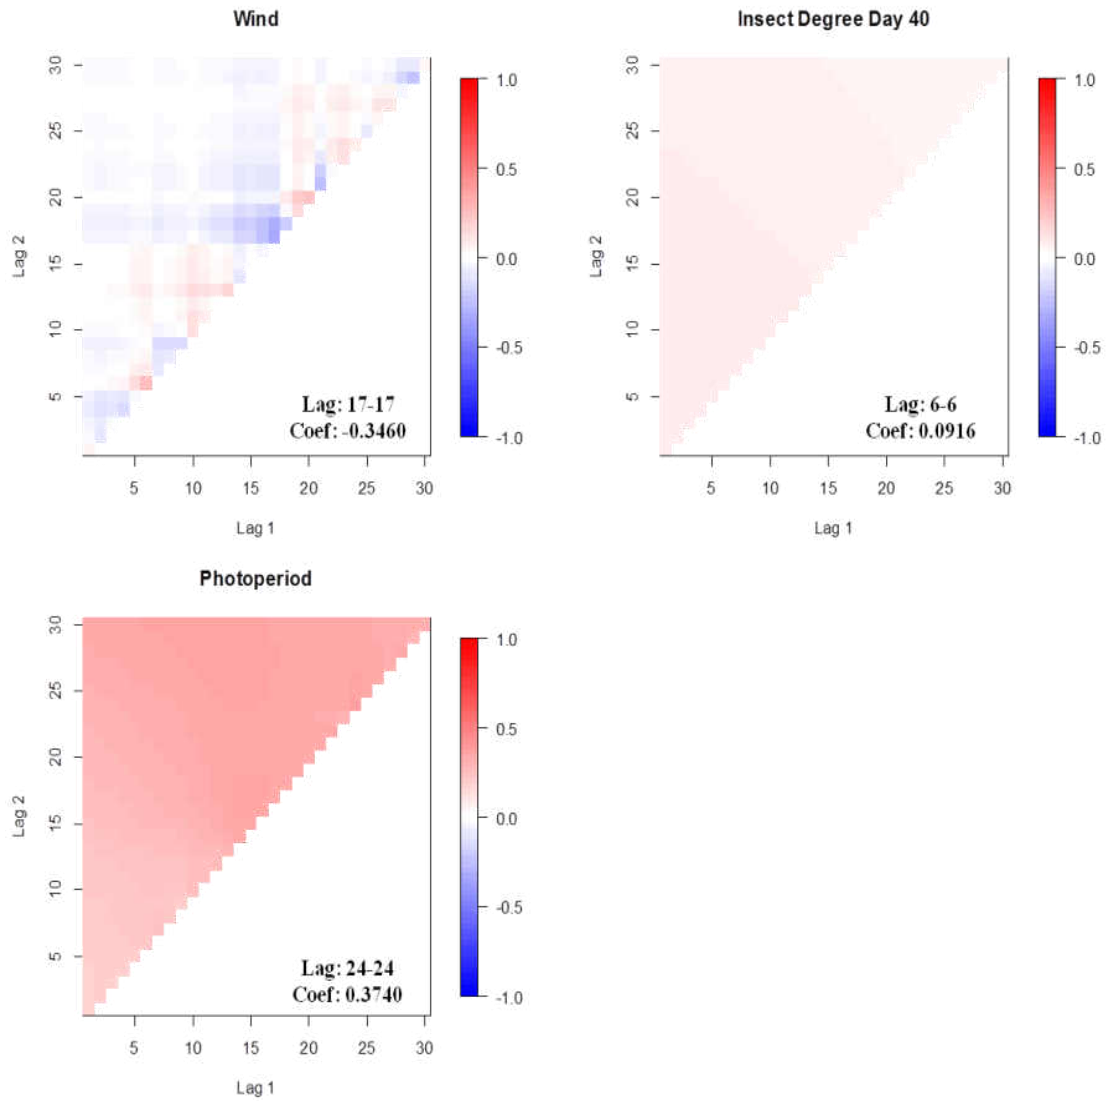 Wind
30
25
20
15
10
5
Lag 2
5 10 15 20 25 30
Lag 1
1.0
0.5
0.0
-0.5
-1.0
Lag: 17-17
Coef: -0.3460
Insect Degree Day 40
30
25
20
15
10
5
Lag 2
5 10 15 20 25 30
Lag 1
1.0
0.5
0.0
-0.5
-1.0
Lag: 6-6
Coef: 0.0916
Photoperiod
30
25
20
15
10
5
Lag 2
5 10 15 20 25 30
Lag 1
1.0
0.5
0.0
-0.5
-1.0
Lag: 24-24
Coef: 0.3740